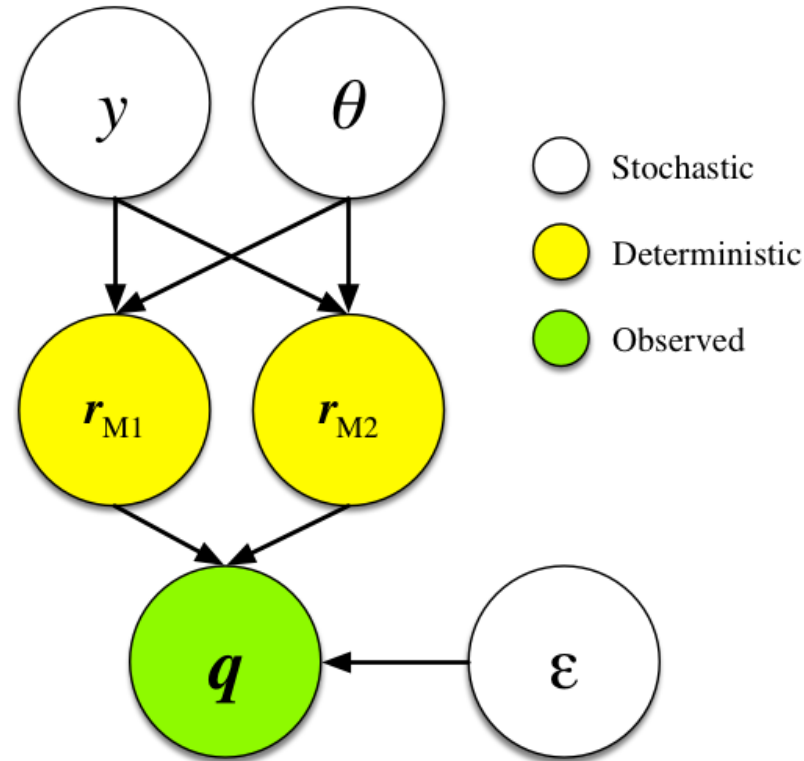 y
θ
Stochastic
Deterministic
Observed
r_M1
r_M2
q
ε